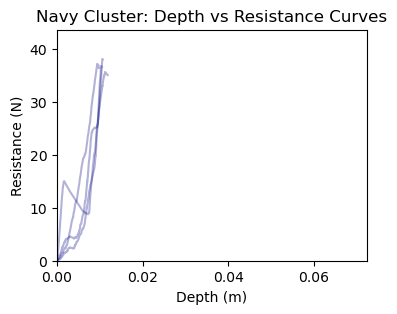 Navy Cluster: Depth vs Resistance Curves
40
30
20
10
0
Resistance (N)
0.00 0.02 0.04 0.06
Depth (m)